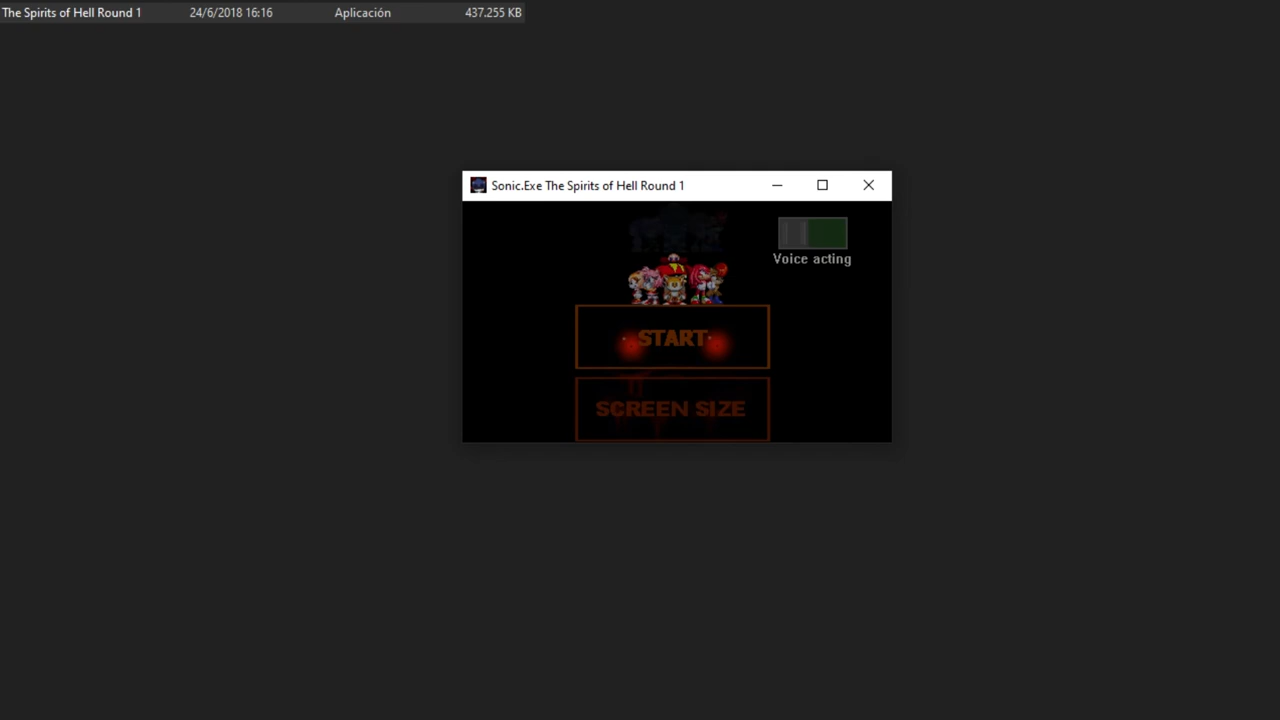 The Spirits of Hell Round 1 24/6/2018 16:16 Aplicación 437.255 KB
Sonic.Exe The Spirits of Hell Round 1
Voice acting
START
SCREEN SIZE